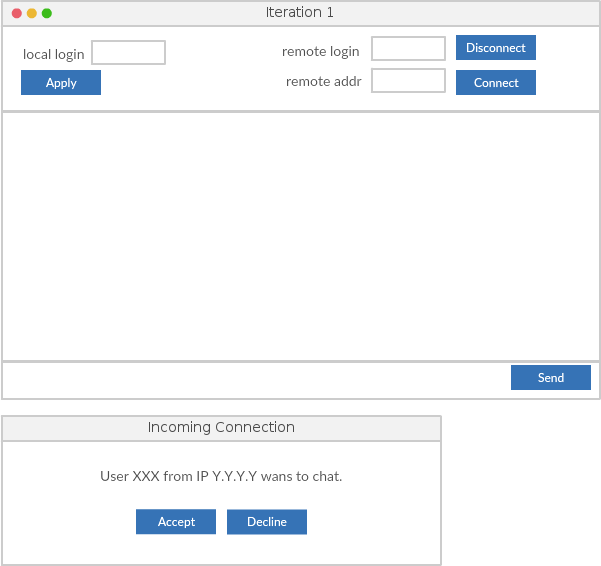 Iteration 1
local login
remote login
Disconnect
Apply
remote addr
Connect
Send
Incoming Connection
User XXX from IP Y.Y.Y.Y wans to chat.
Accept
Decline